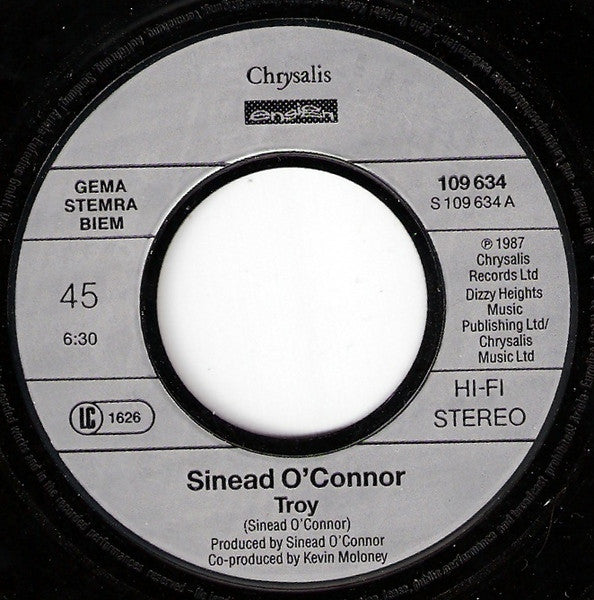 Chrysalis
ensign
GEMA
STEMRA
BIEM
109 634
S 109 634 A
℗ 1987
Chrysalis
Records Ltd
Dizzy Heights
Music
Publishing Ltd/
Chrysalis
Music Ltd
45
6:30
LC 1626
HI-FI
STEREO
Sinead O'Connor
Troy
(Sinead O'Connor)
Produced by Sinead O'Connor
Co-produced by Kevin Moloney